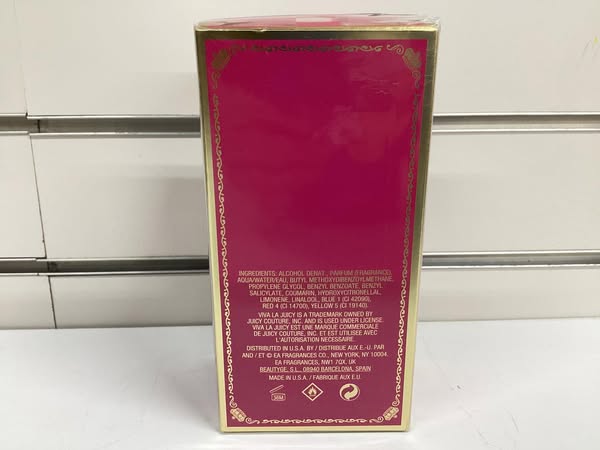 INGREDIENTS: ALCOHOL DENAT., PARFUM (FRAGRANCE),
AQUA/WATER/EAU, BUTYL METHOXYDIBENZOYLMETHANE,
PROPYLENE GLYCOL, BENZYL BENZOATE, BENZYL
SALICYLATE, COUMARIN, HYDROXYCITRONELLAL,
LIMONENE, LINALOOL, BLUE 1 (CI 42090),
RED 4 (CI 14700), YELLOW 5 (CI 19140).
VIVA LA JUICY IS A TRADEMARK OWNED BY
JUICY COUTURE, INC. AND IS USED UNDER LICENSE.
VIVA LA JUICY EST UNE MARQUE COMMERCIALE
DE JUICY COUTURE, INC. ET EST UTILISEE AVEC
L'AUTORISATION NECESSAIRE.
DISTRIBUTED IN U.S.A. BY / DISTRIBUE AUX E.-U. PAR
AND / ET © EA FRAGRANCES CO., NEW YORK, NY 10004.
EA FRAGRANCES, NW1 7QX. UK
BEAUTYGE, S.L., 08940 BARCELONA, SPAIN
MADE IN U.S.A. / FABRIQUE AUX E.U.
36M